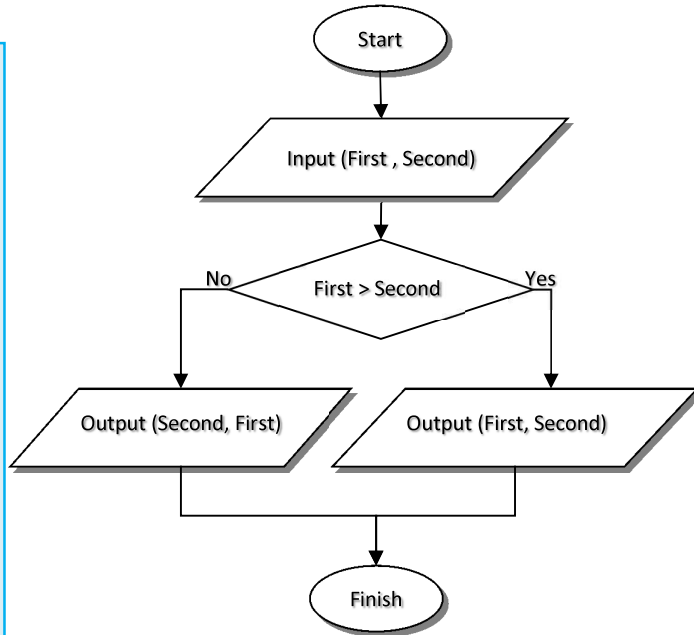 Start
Input (First , Second)
No
Yes
First > Second
Output (Second, First)
Output (First, Second)
Finish